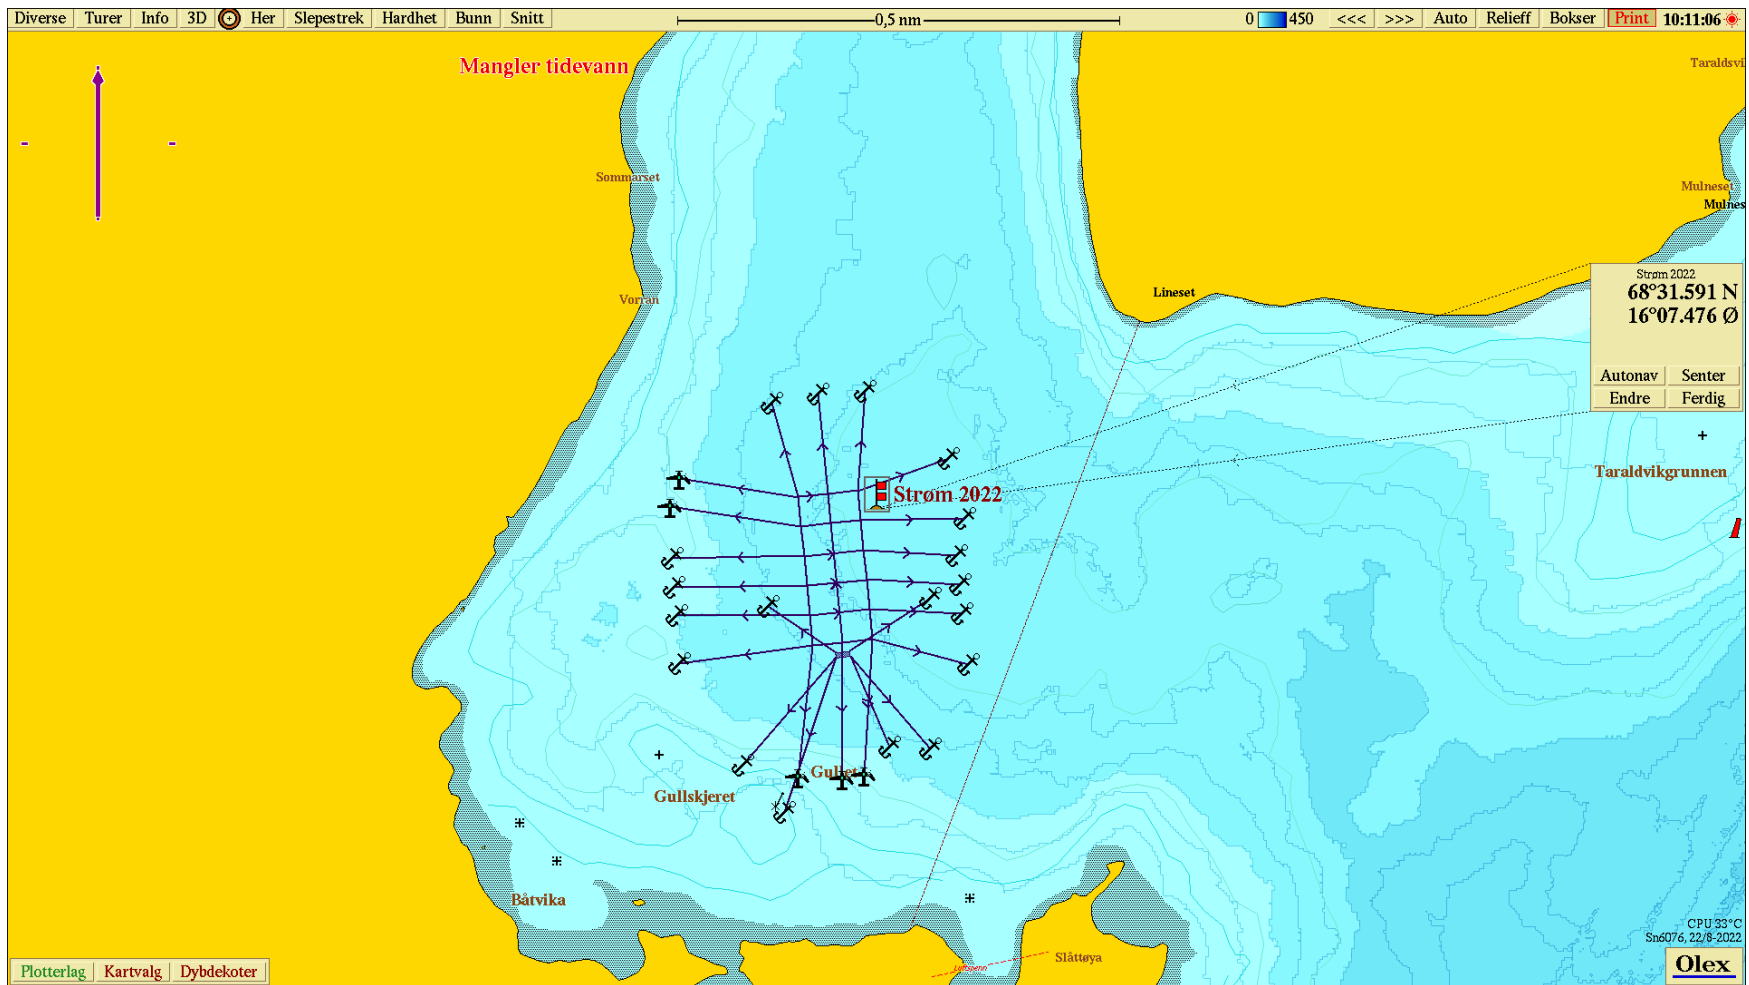 Diverse Turer Info 3D Her Slepestrek Hardhet Bunn Snitt 0,5 nm 0 450 <<< >>> Auto Relieff Bokser Print 10:11:06
Mangler tidevann
Taraldsvi
Sommarset
Mulneset
Mulnes
Strøm 2022
68°31.591 N
16°07.476 Ø
Autonav Senter
Endre Ferdig
Vorran
Lineset
Taraldvikgrunnen
Strøm 2022
Gullet
Gullskjeret
Båtvika
CPU 33°C
Sn6076, 22/8-2022
Slåttøya
Luftspenn
Olex
Plotterlag Kartvalg Dybdekoter